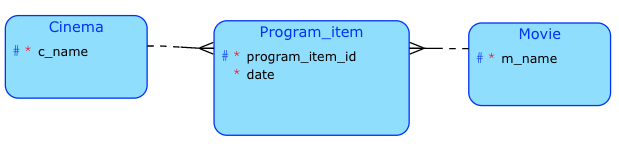 Cinema
# * c_name
Program_item
# * program_item_id
* date
Movie
# * m_name